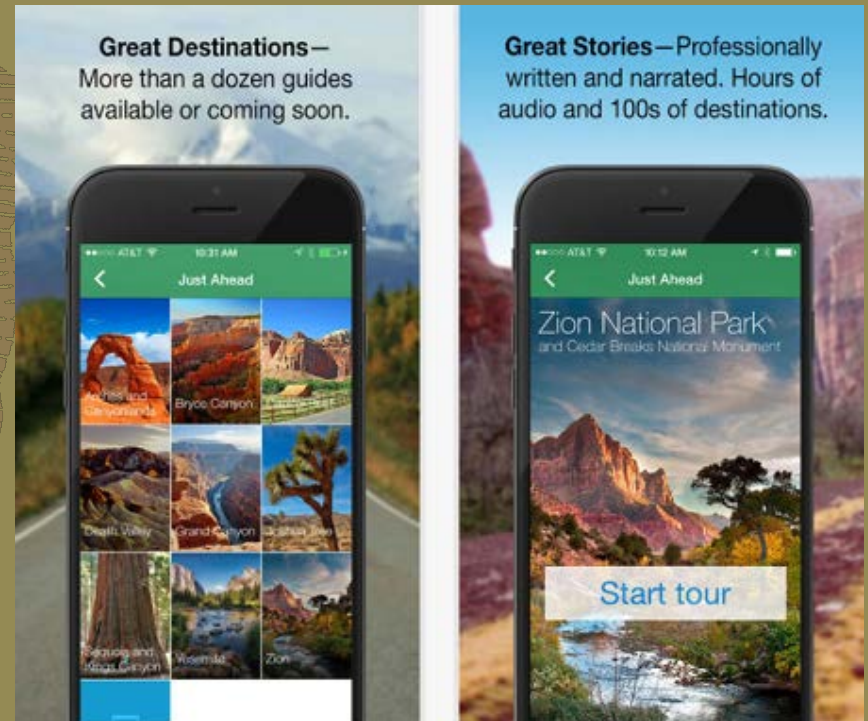 Great Destinations—
More than a dozen guides
available or coming soon.
AT&T 10:31 AM
Just Ahead
Arches and
Canyonlands
Bryce Canyon
Death Valley
Grand Canyon
Joshua Tree
Sequoia and
Kings Canyon
Yosemite
Zion
Great Stories—Professionally
written and narrated. Hours of
audio and 100s of destinations.
AT&T 10:12 AM
Just Ahead
Zion National Park
and Cedar Breaks National Monument
Start tour